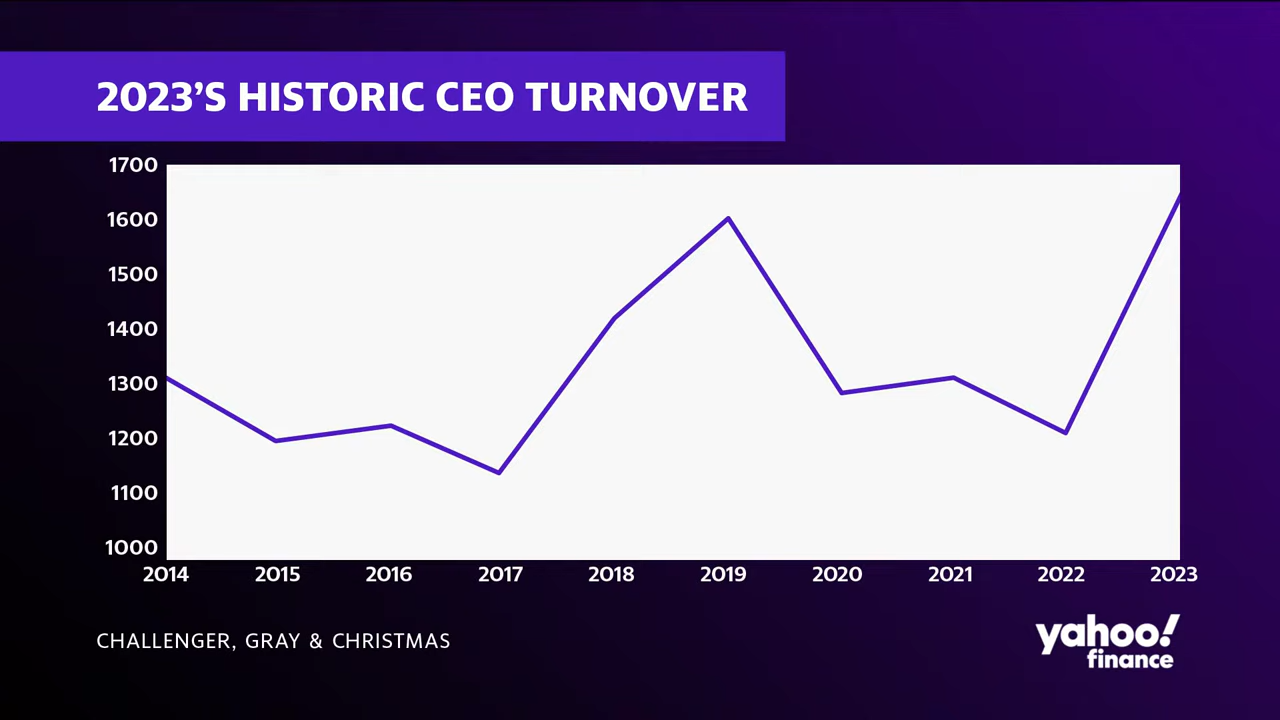 2023’S HISTORIC CEO TURNOVER
1700
1600
1500
1400
1300
1200
1100
1000
2014 2015 2016 2017 2018 2019 2020 2021 2022 2023
CHALLENGER, GRAY & CHRISTMAS
yahoo!
finance